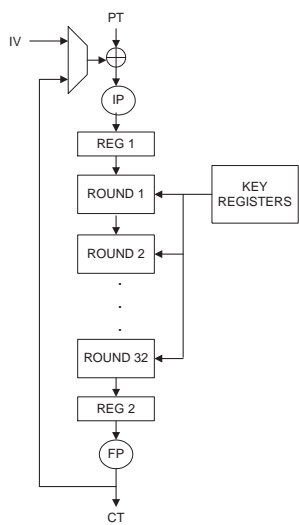 PT
IV
IP
REG 1
ROUND 1
KEY
REGISTERS
ROUND 2
.
.
.
ROUND 32
REG 2
FP
CT